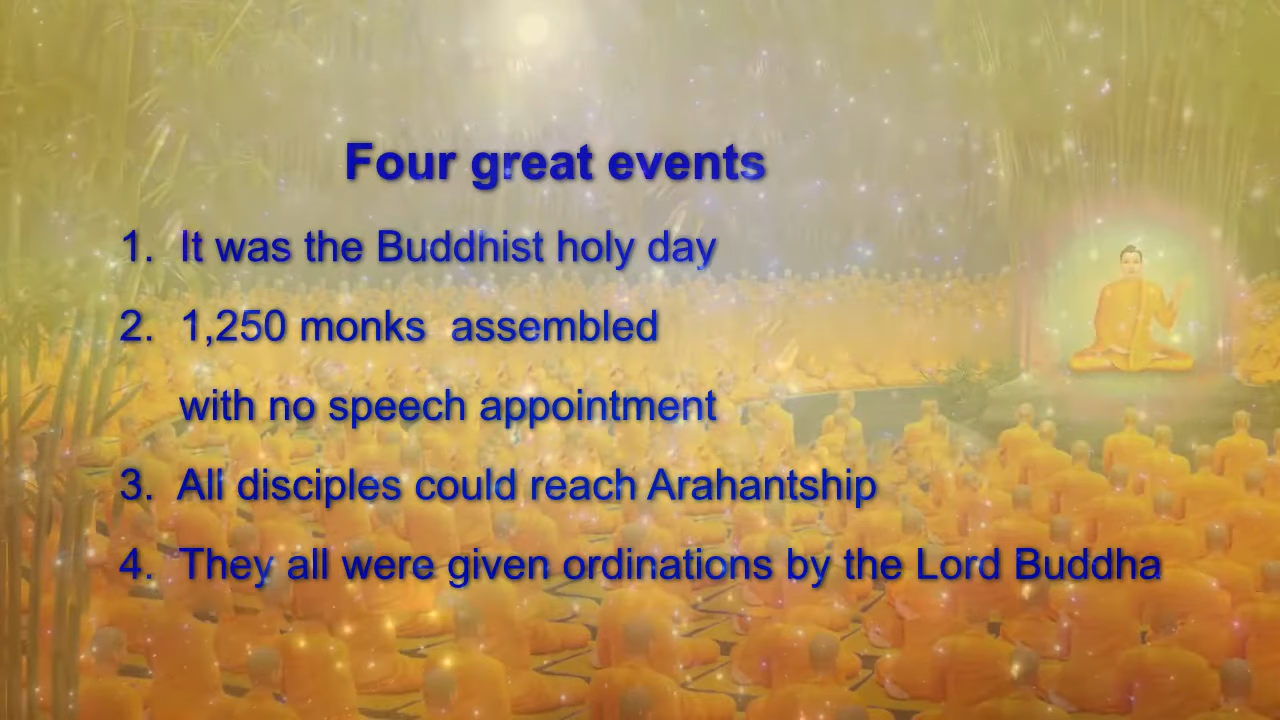 Four great events
1. It was the Buddhist holy day
2. 1,250 monks assembled
with no speech appointment
3. All disciples could reach Arahantship
4. They all were given ordinations by the Lord Buddha